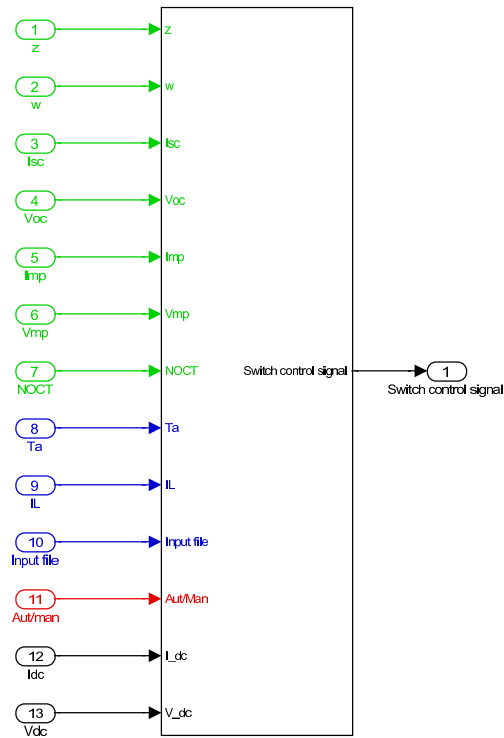 1
z
z
2
w
w
3
Isc
Isc
4
Voc
Voc
5
Imp
Imp
6
Vmp
Vmp
7
NOCT
NOCT
Switch control signal
1
Switch control signal
8
Ta
Ta
9
IL
IL
10
Input file
Input file
11
Aut/Man
Aut/man
12
I_dc
Idc
13
V_dc
Vdc